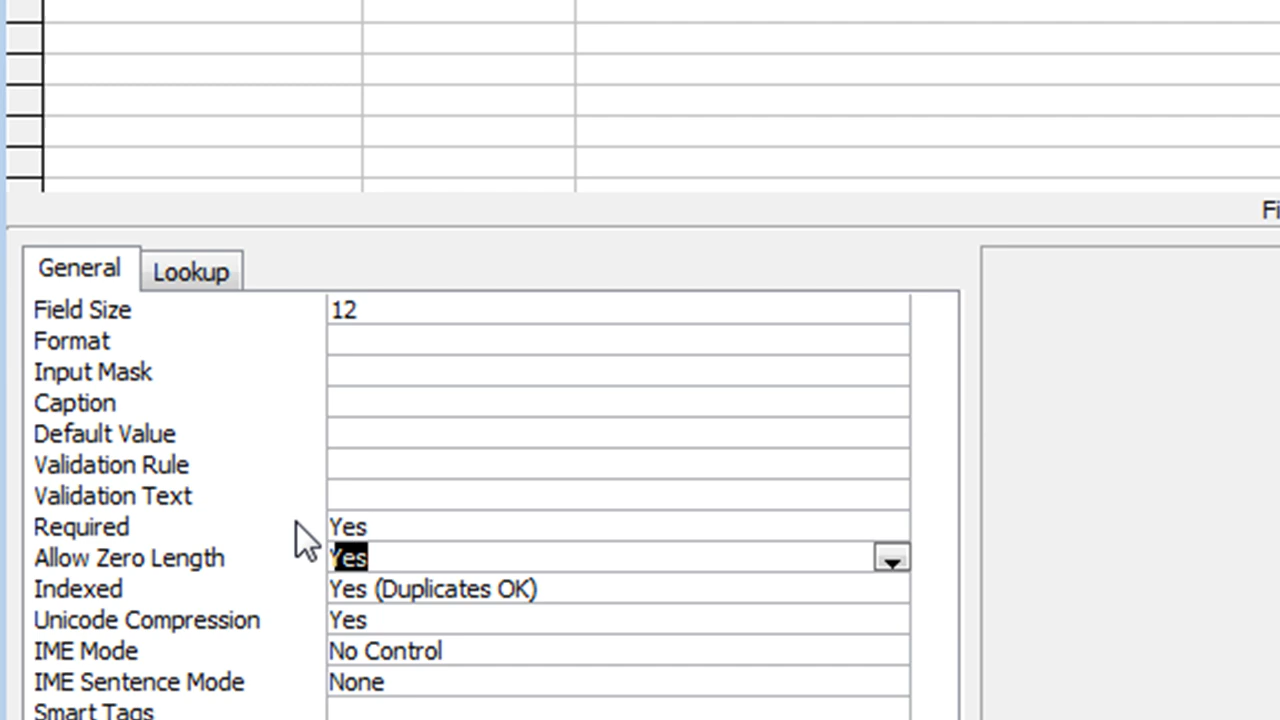 Fi
General Lookup
Field Size 12
Format
Input Mask
Caption
Default Value
Validation Rule
Validation Text
Required Yes
Allow Zero Length Yes
Indexed Yes (Duplicates OK)
Unicode Compression Yes
IME Mode No Control
IME Sentence Mode None
Smart Tags